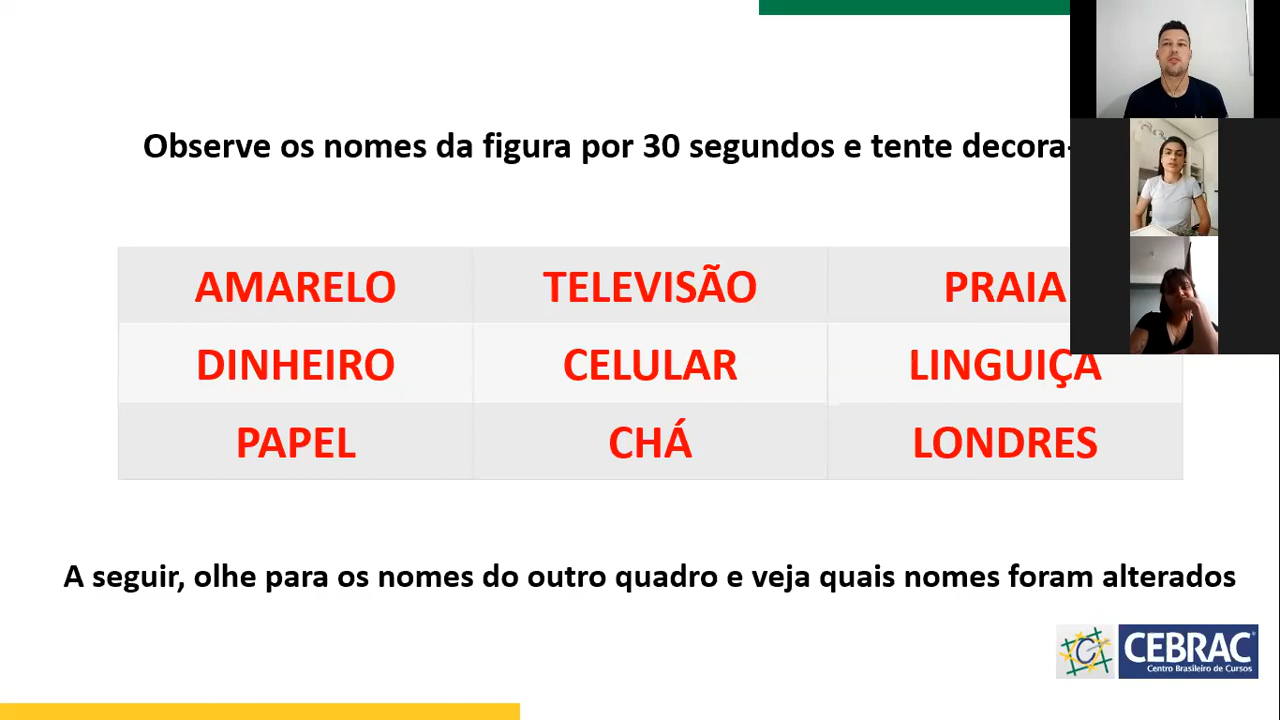 Observe os nomes da figura por 30 segundos e tente decora-
AMARELO TELEVISÃO PRAIA
DINHEIRO CELULAR LINGUIÇA
PAPEL CHÁ LONDRES
A seguir, olhe para os nomes do outro quadro e veja quais nomes foram alterados
C CEBRAC®
Centro Brasileiro de Cursos